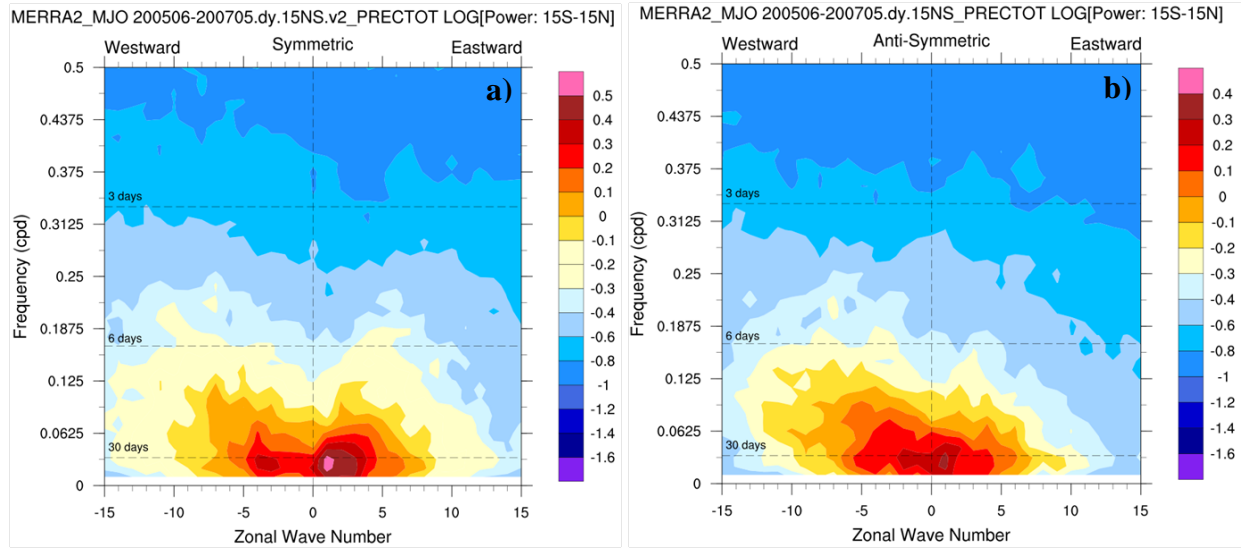 MERRA2_MJO 200506-200705.dy.15NS.v2_PRECTOT LOG[Power: 15S-15N]
Westward Symmetric Eastward
a)
0.5
0.4375
0.375
0.3125
0.25
0.1875
0.125
0.0625
0
Frequency (cpd)
3 days
6 days
30 days
-15 -10 -5 0 5 10 15
Zonal Wave Number
0.5
0.4
0.3
0.2
0.1
0
-0.1
-0.2
-0.3
-0.4
-0.6
-0.8
-1
-1.2
-1.4
-1.6
MERRA2_MJO 200506-200705.dy.15NS_PRECTOT LOG[Power: 15S-15N]
Westward Anti-Symmetric Eastward
b)
0.5
0.4375
0.375
0.3125
0.25
0.1875
0.125
0.0625
0
Frequency (cpd)
3 days
6 days
30 days
-15 -10 -5 0 5 10 15
Zonal Wave Number
0.4
0.3
0.2
0.1
0
-0.1
-0.2
-0.3
-0.4
-0.6
-0.8
-1
-1.2
-1.4
-1.6